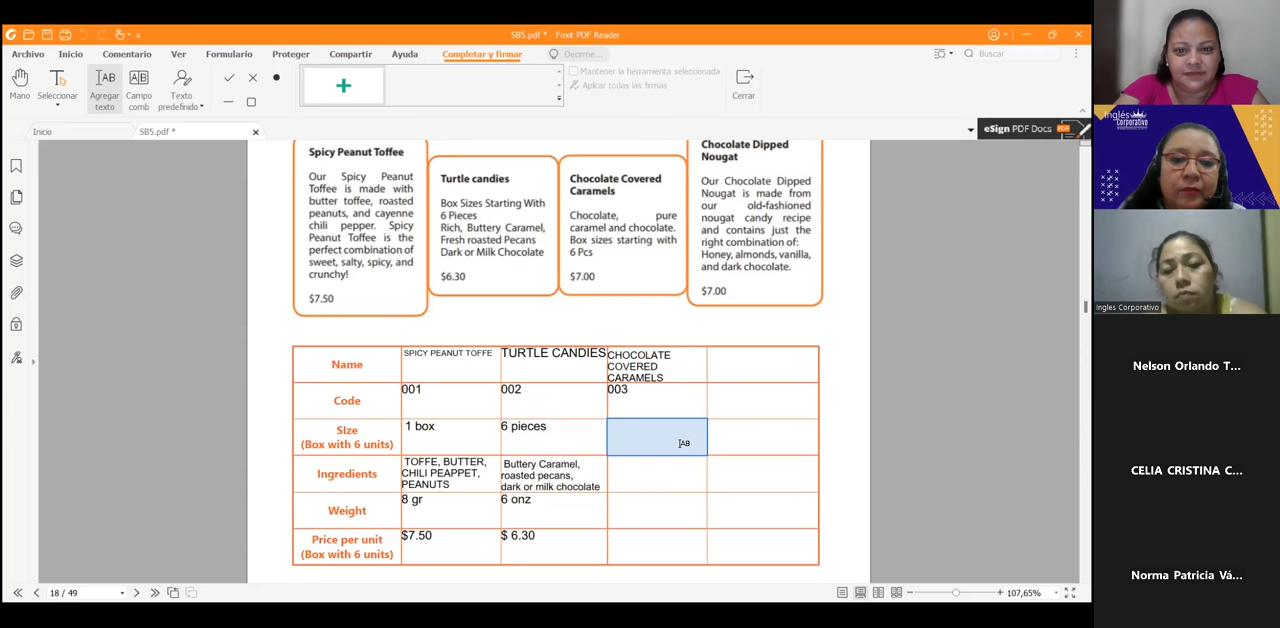 SB5.pdf * - Foxit PDF Reader
Archivo Inicio Comentario Ver Formulario Proteger Compartir Ayuda Completar y firmar Decirme... Buscar
Mano
Seleccionar
Agregar texto
Campo comb
Texto predefinido
Mantener la herramienta seleccionada
Aplicar todas las firmas
Cerrar
Inicio
SB5.pdf *
eSign PDF Docs
Spicy Peanut Toffee
Our Spicy Peanut
Toffee is made with
butter toffee, roasted
peanuts, and cayenne
chili pepper. Spicy
Peanut Toffee is the
perfect combination of
sweet, salty, spicy, and
crunchy!
$7.50
Turtle candies
Box Sizes Starting With
6 Pieces
Rich, Buttery Caramel,
Fresh roasted Pecans
Dark or Milk Chocolate
$6.30
Chocolate Covered
Caramels
Chocolate, pure
caramel and chocolate.
Box sizes starting with
6 Pcs
$7.00
Chocolate Dipped
Nougat
Our Chocolate Dipped
Nougat is made from
our old-fashioned
nougat candy recipe
and contains just the
right combination of:
Honey, almonds, vanilla,
and dark chocolate.
$7.00
Name
SPICY PEANUT TOFFE
TURTLE CANDIES
CHOCOLATE
COVERED
CARAMELS
Code
001
002
003
SIze
(Box with 6 units)
1 box
6 pieces
Ingredients
TOFFE, BUTTER,
CHILI PEAPPET,
PEANUTS
Buttery Caramel,
roasted pecans,
dark or milk chocolate
Weight
8 gr
6 onz
Price per unit
(Box with 6 units)
$7.50
$ 6.30
18 / 49
107,65%
Inglés
Corporativo
Ingles Corporativo
Nelson Orlando T...
CELIA CRISTINA C...
Norma Patricia Vá...